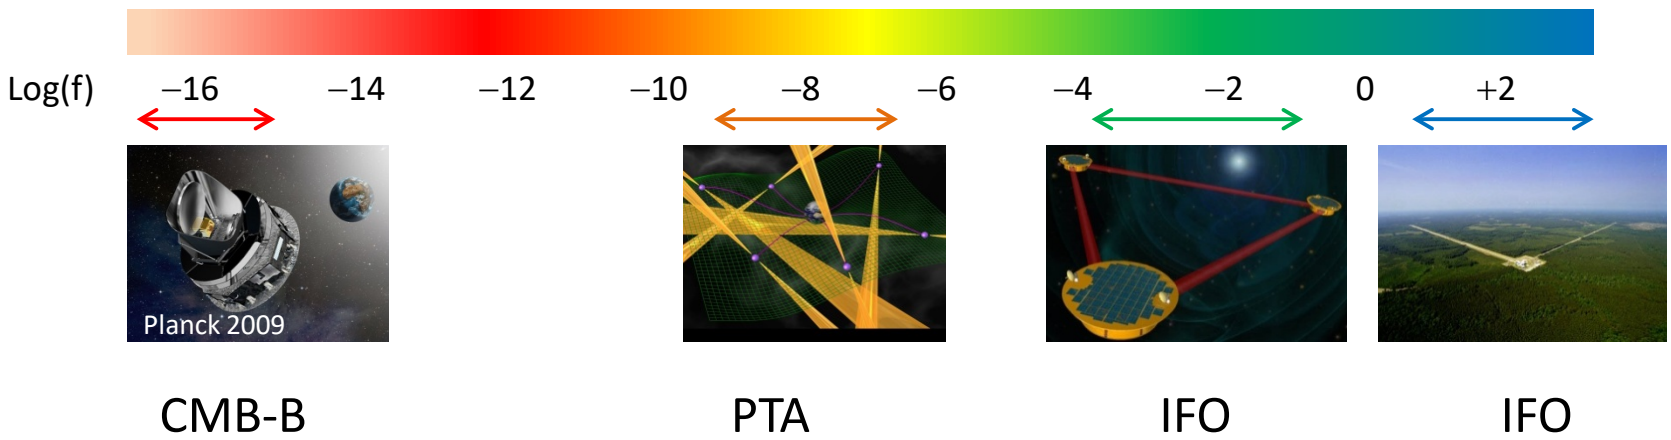 Log(f) −16 −14 −12 −10 −8 −6 −4 −2 0 +2
Planck 2009
CMB-B PTA IFO IFO